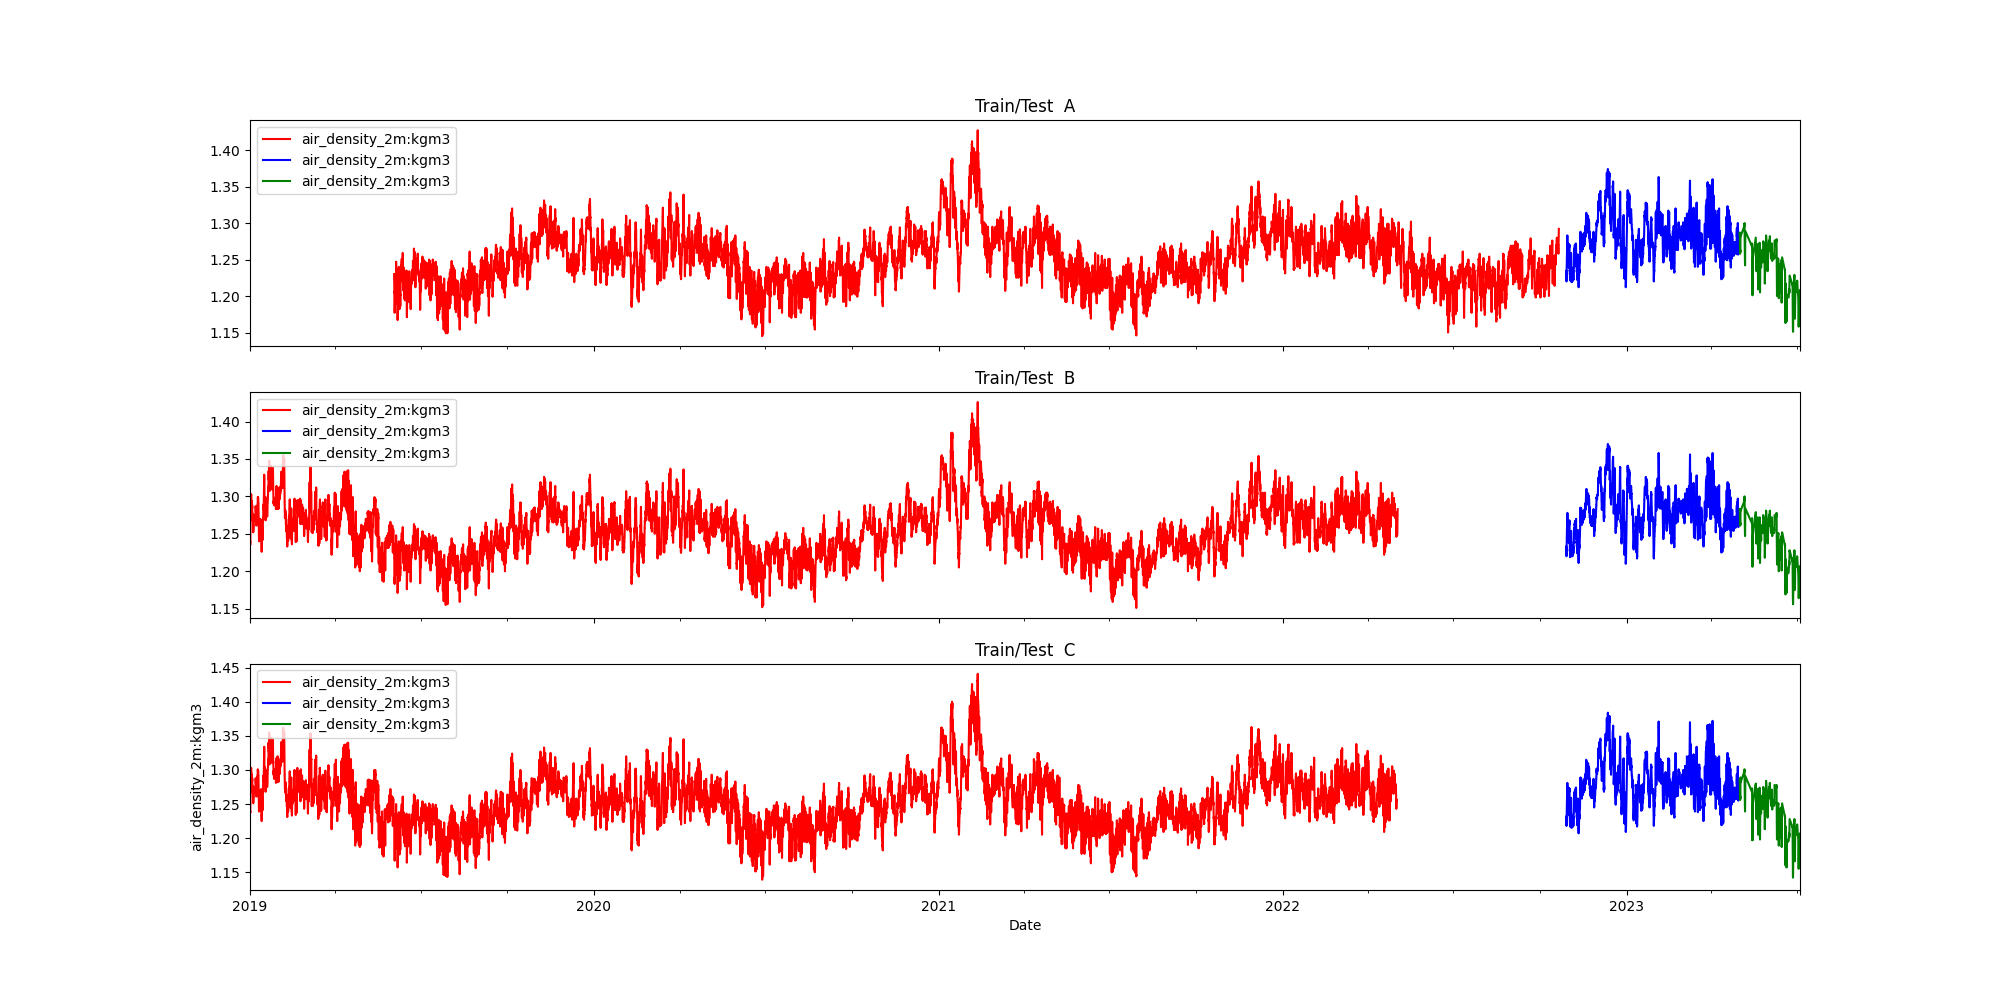 Train/Test  A
air_density_2m:kgm3
air_density_2m:kgm3
air_density_2m:kgm3
1.40
1.35
1.30
1.25
1.20
1.15
Train/Test  B
air_density_2m:kgm3
air_density_2m:kgm3
air_density_2m:kgm3
1.40
1.35
1.30
1.25
1.20
1.15
Train/Test  C
air_density_2m:kgm3
air_density_2m:kgm3
air_density_2m:kgm3
1.45
1.40
1.35
1.30
1.25
1.20
1.15
air_density_2m:kgm3
2019 2020 2021 2022 2023
Date